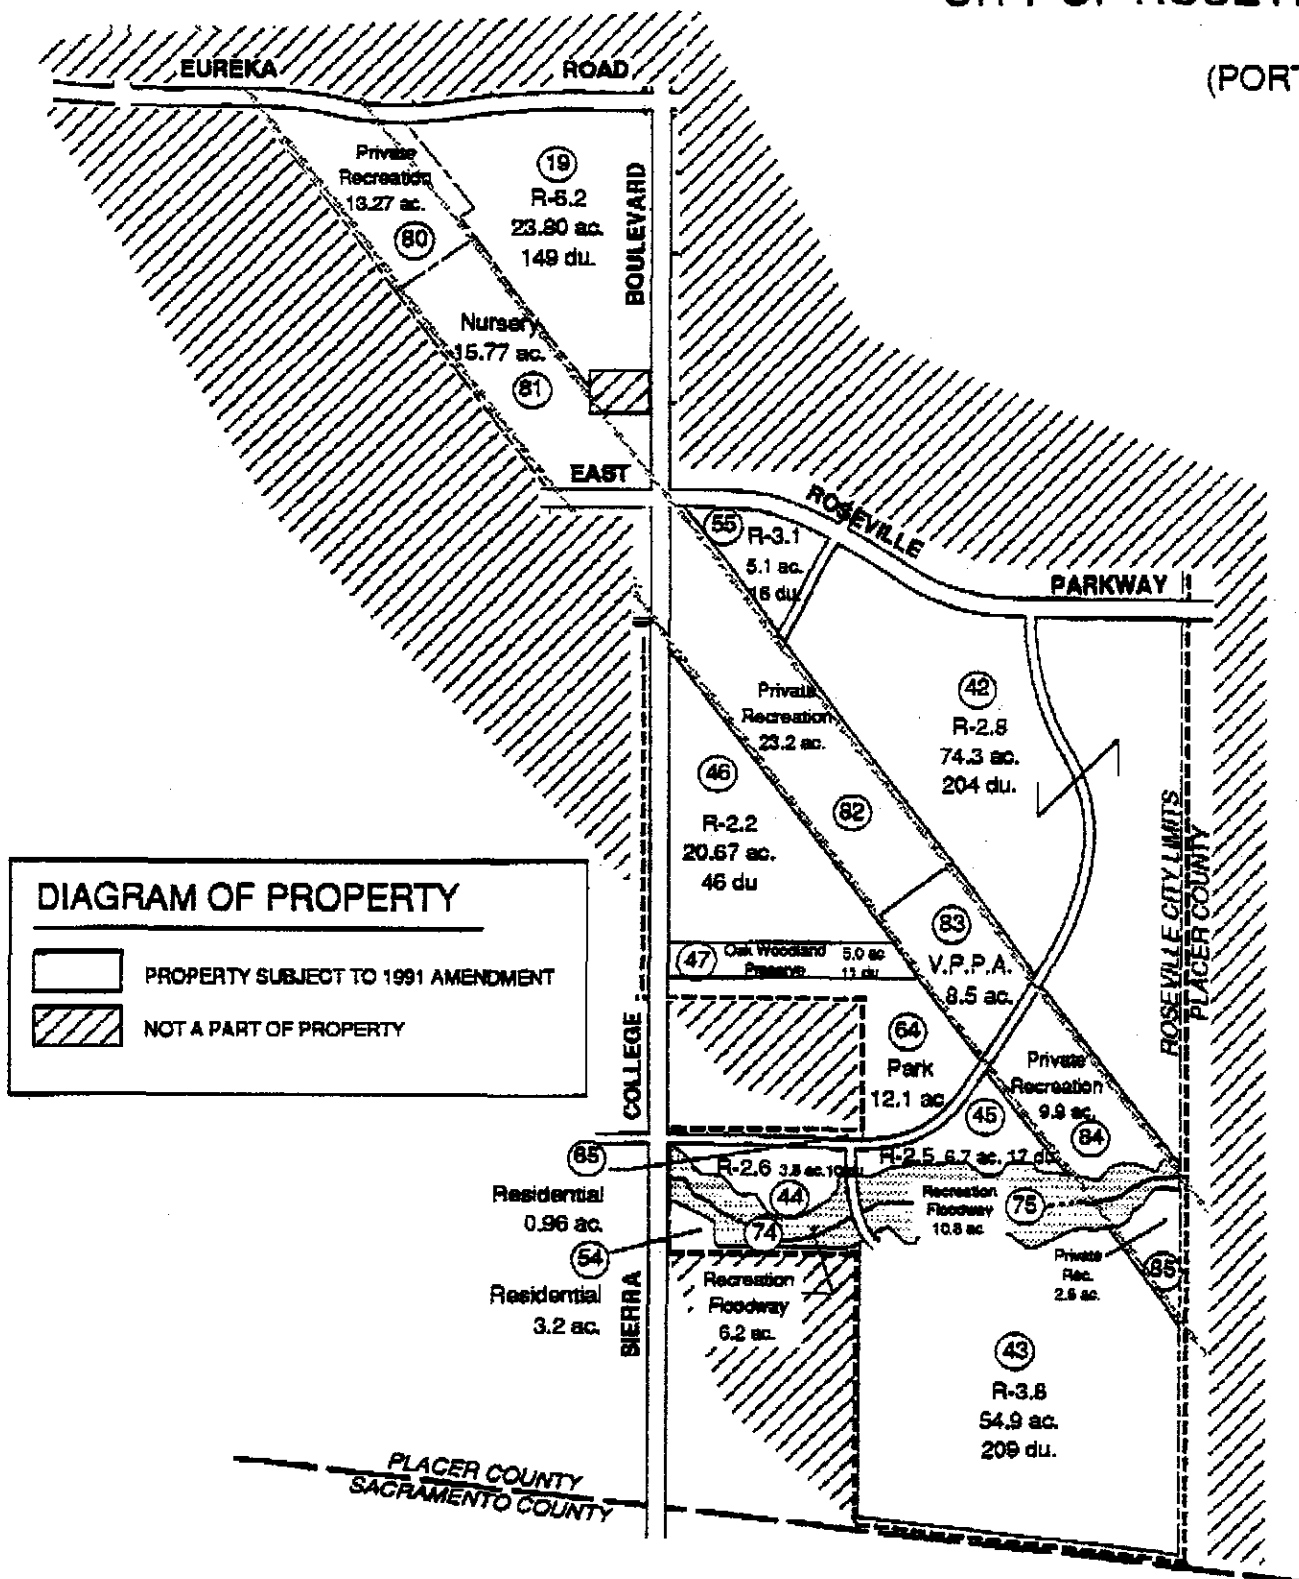 (PORT
EUREKA ROAD
Private
Recreation
13.27 ac.
80
19
23.80 ac.
149 du.
BOULEVARD
Nursery
15.77 ac.
81
EAST ROSEVILLE PARKWAY
55
R-3.1
5.1 ac.
16 du.
Private
Recreation
23.2 ac.
82
42
R-2.8
74.3 ac.
204 du.
46
R-2.2
20.67 ac.
46 du
ROSEVILLE CITY LIMITS
PLACER COUNTY
DIAGRAM OF PROPERTY
PROPERTY SUBJECT TO 1991 AMENDMENT
NOT A PART OF PROPERTY
47
Oak Woodland
Preserve
5.0 ac
11 du
83
V.P.P.A.
8.5 ac.
64
Park
12.1 ac
COLLEGE
Private
Recreation
9.9 ac.
84
45
R-2.5 6.7 ac. 17 du
65
Residential
0.96 ac.
R-2.6 3.8 ac. 10 du
44
74
Recreation
Floodway
10.8 ac
75
54
Residential
3.2 ac.
SIERRA
Recreation
Floodway
6.2 ac.
Private
Rec.
85
43
R-3.8
54.9 ac.
209 du.
PLACER COUNTY
SACRAMENTO COUNTY